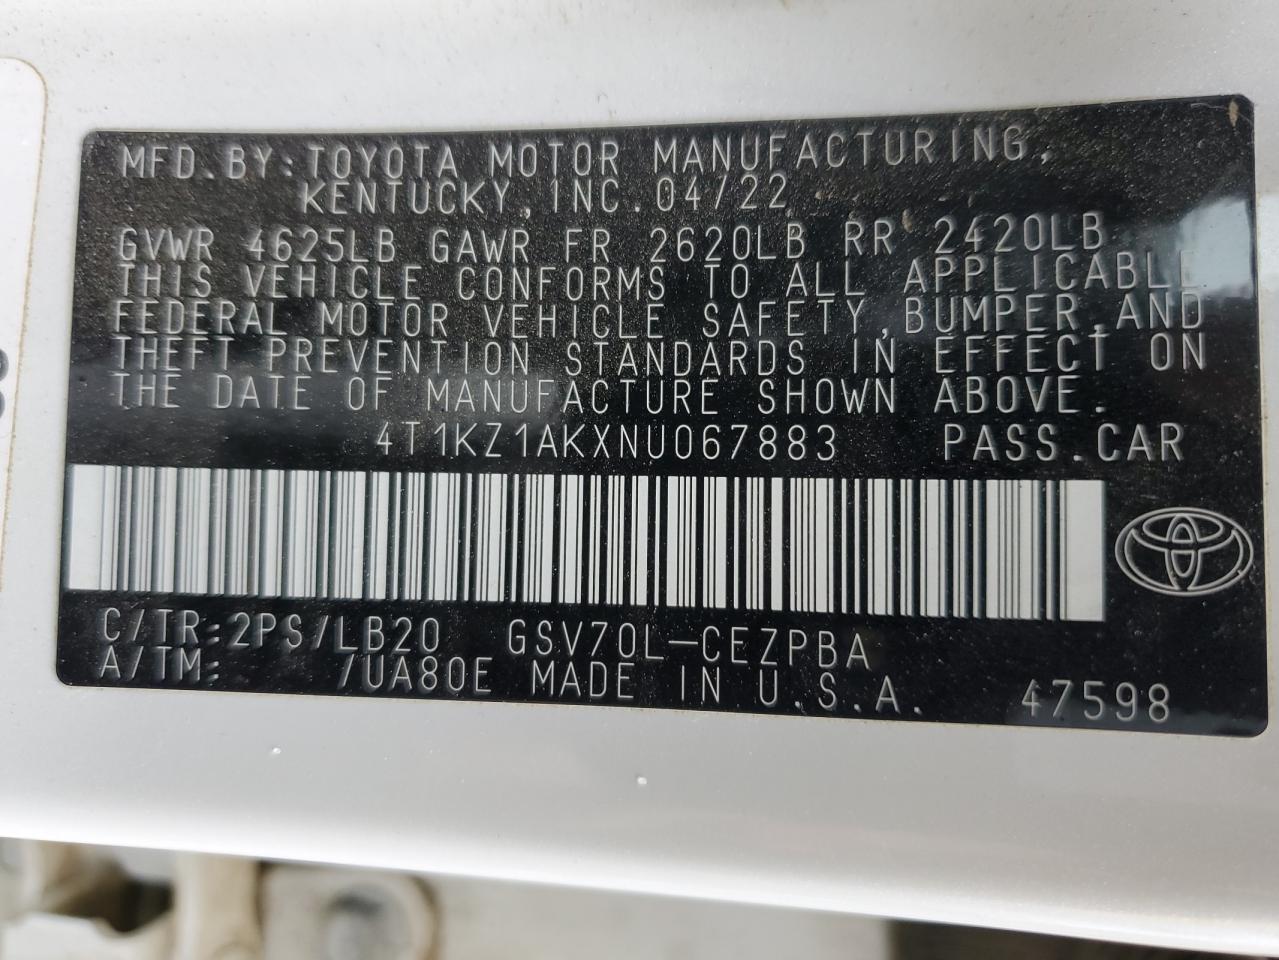 MFD.BY:TOYOTA MOTOR MANUFACTURING,
KENTUCKY,INC.04/22
GVWR 4625LB GAWR FR 2620LB RR 2420LB
THIS VEHICLE CONFORMS TO ALL APPLICABLE
FEDERAL MOTOR VEHICLE SAFETY,BUMPER,AND
THEFT PREVENTION STANDARDS IN EFFECT ON
THE DATE OF MANUFACTURE SHOWN ABOVE.
4T1KZ1AKXNU067883 PASS.CAR
C/TR:2PS/LB20 GSV70L-CEZPBA
A/TM: /UA80E MADE IN U.S.A. 47598